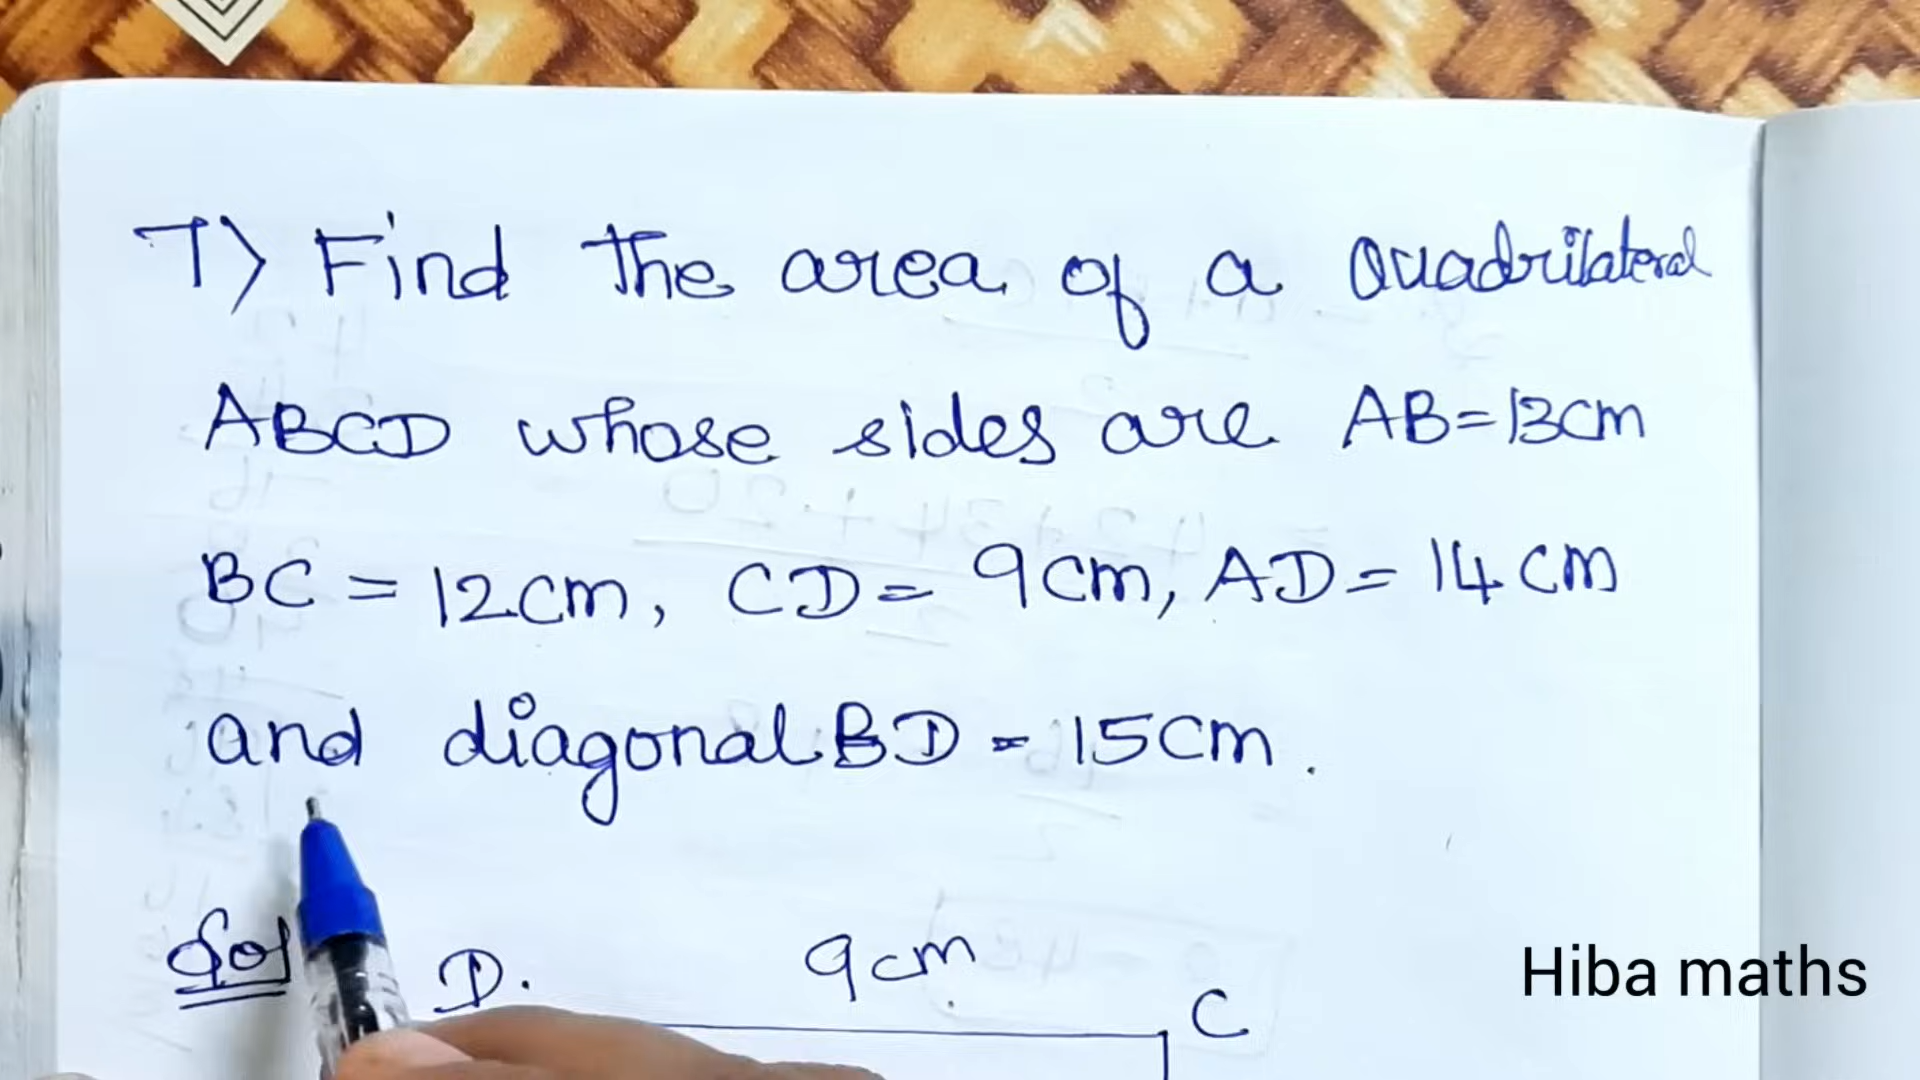 7) Find the area of a Quadrilateral
ABCD whose sides are AB=13cm
BC = 12cm, CD= 9cm, AD= 14cm
and diagonal BD = 15cm.
Sol
D.
9cm
C
Hiba maths